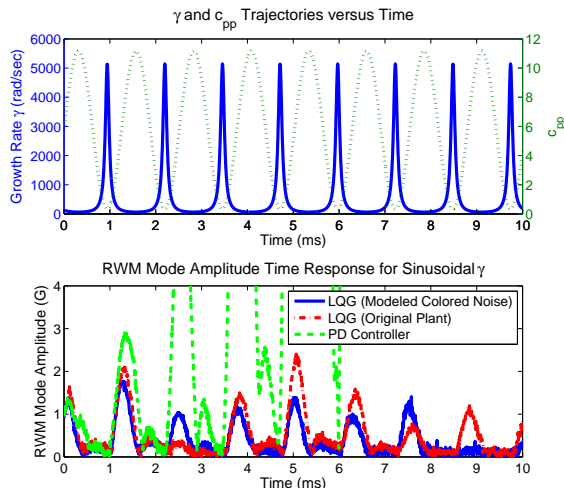 γ and c_pp Trajectories versus Time
Growth Rate γ (rad/sec)
6000
5000
4000
3000
2000
1000
0
12
10
8
6
4
2
0
c_pp
0 1 2 3 4 5 6 7 8 9 10
Time (ms)
RWM Mode Amplitude Time Response for Sinusoidal γ
RWM Mode Amplitude (G)
4
3
2
1
0
LQG (Modeled Colored Noise)
LQG (Original Plant)
PD Controller
0 1 2 3 4 5 6 7 8 9 10
Time (ms)